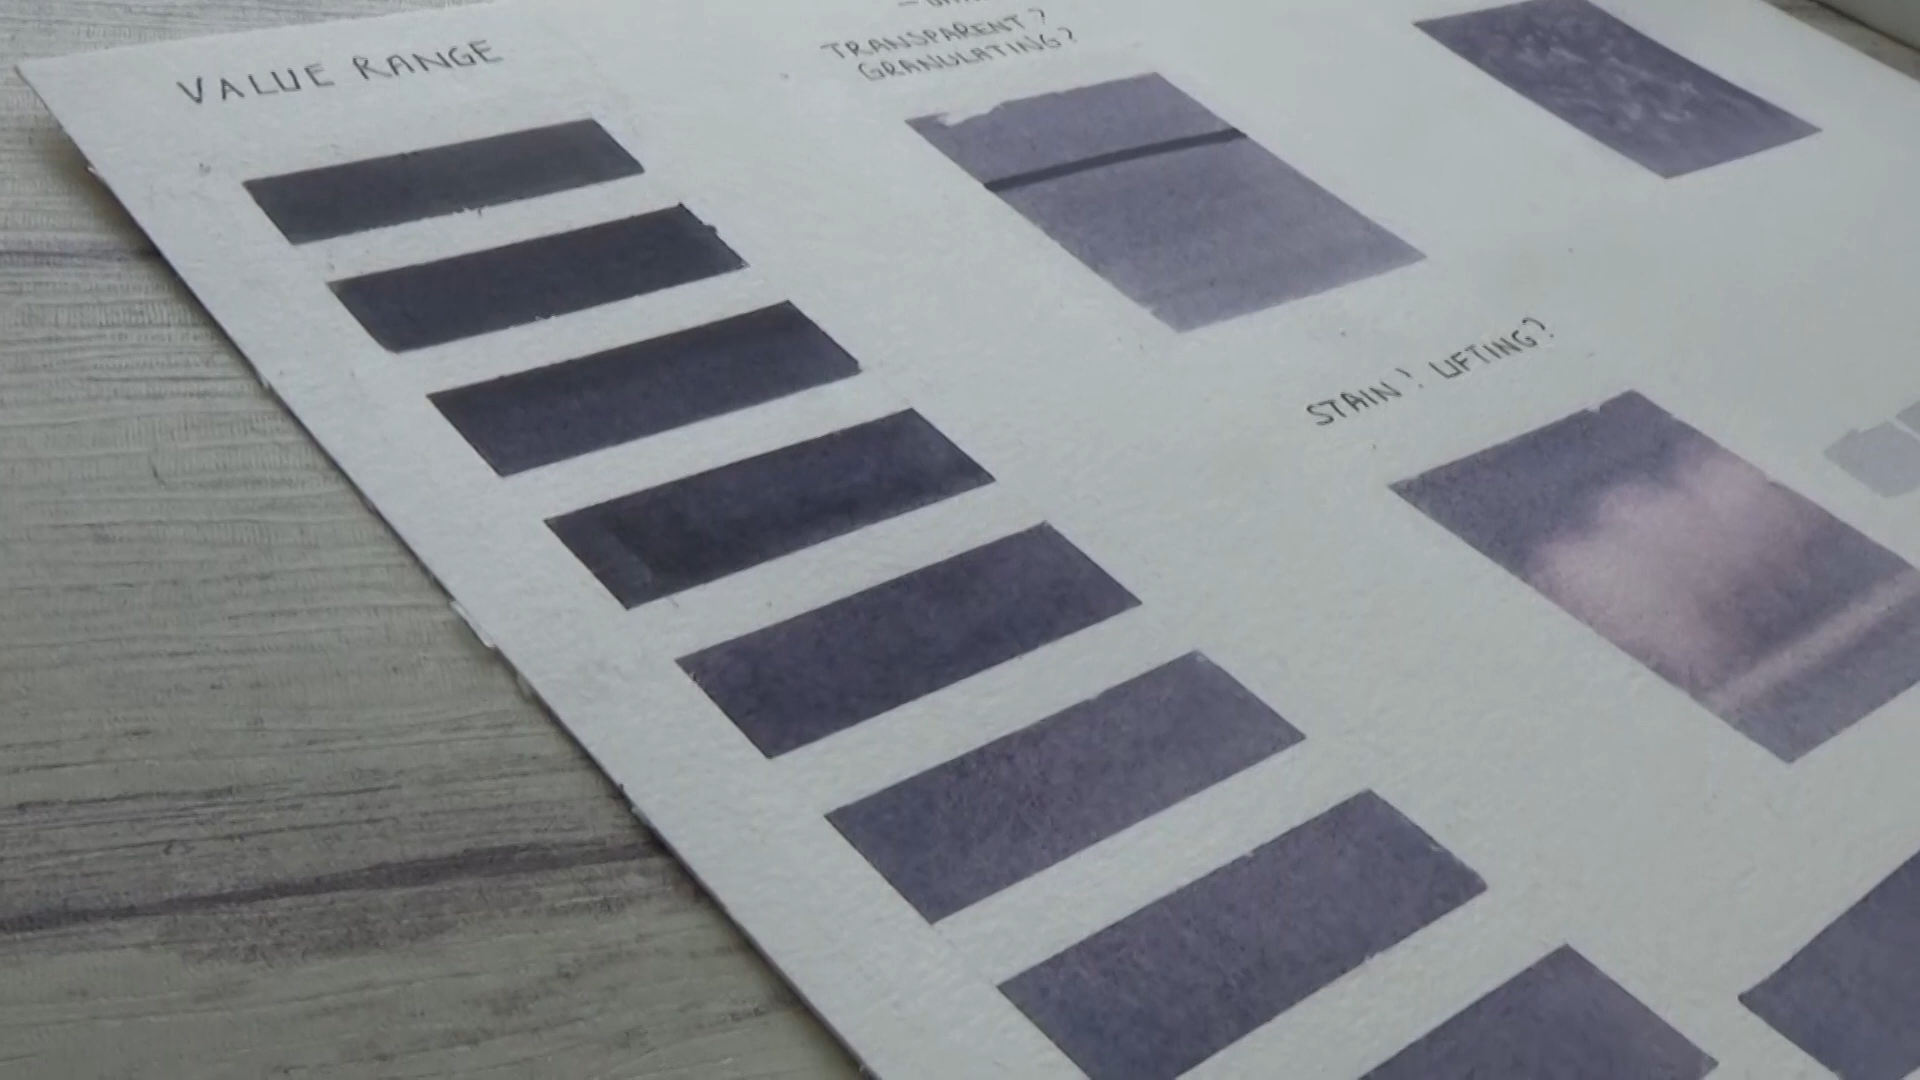 VALUE RANGE
TRANSPARENT?
GRANULATING?
STAIN? LIFTING?